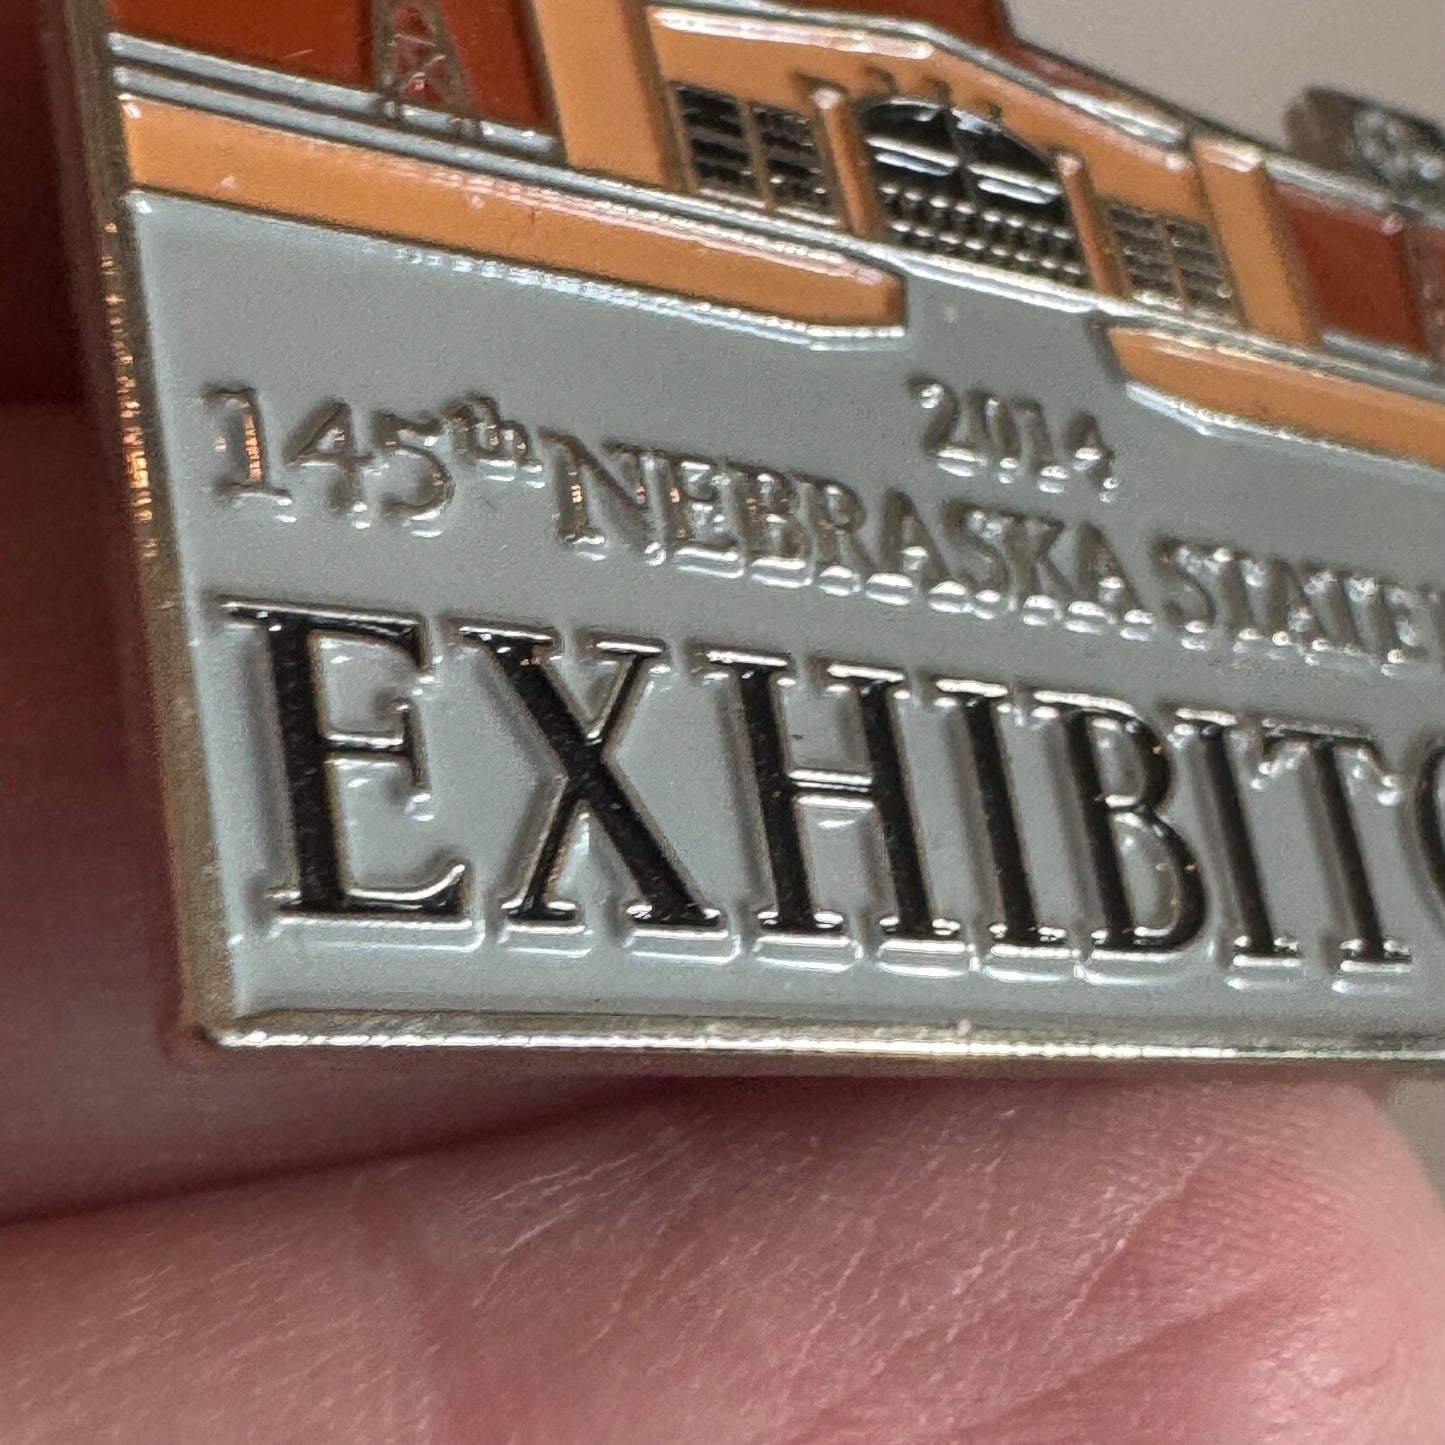 2014
145th NEBRASKA STATE
EXHIBIT